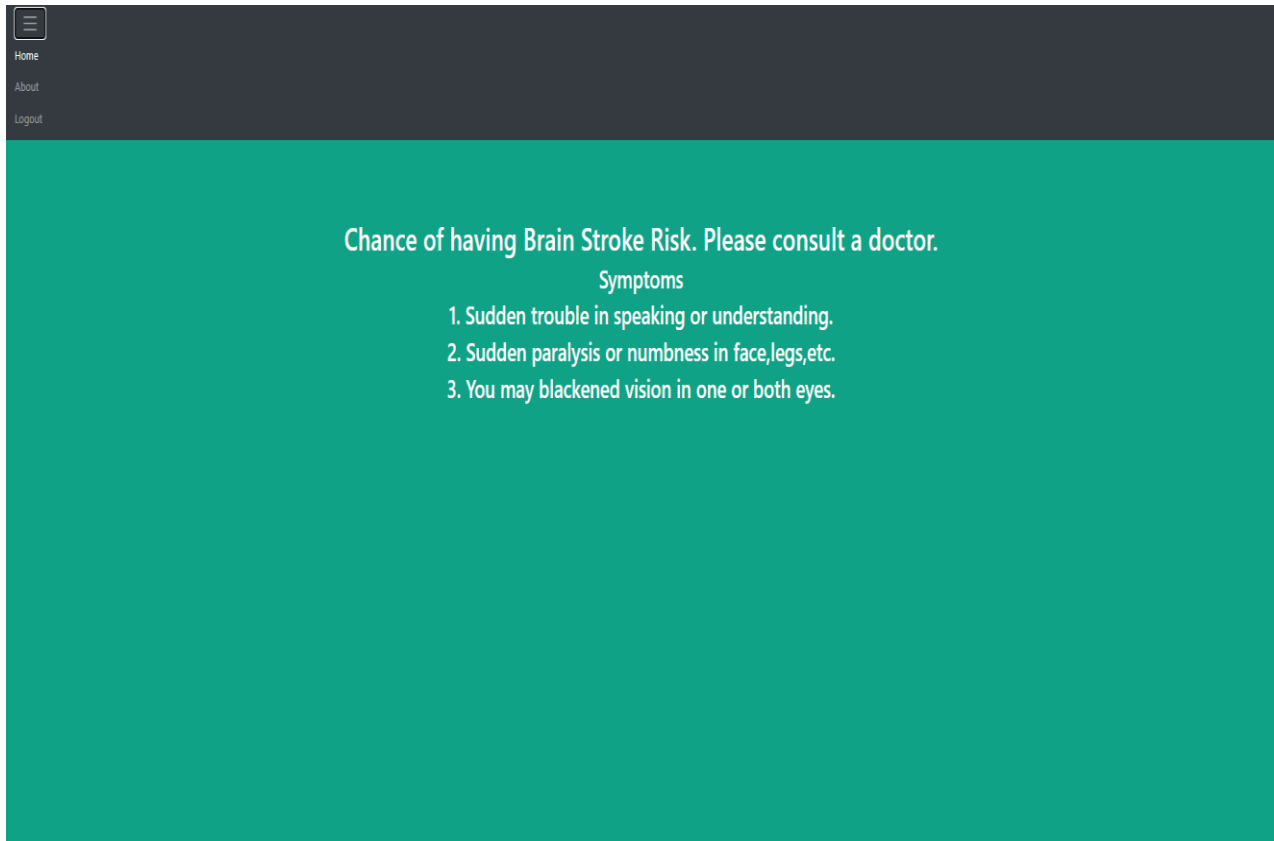 Home
About
Logout
Chance of having Brain Stroke Risk. Please consult a doctor.
Symptoms
1. Sudden trouble in speaking or understanding.
2. Sudden paralysis or numbness in face,legs,etc.
3. You may blackened vision in one or both eyes.